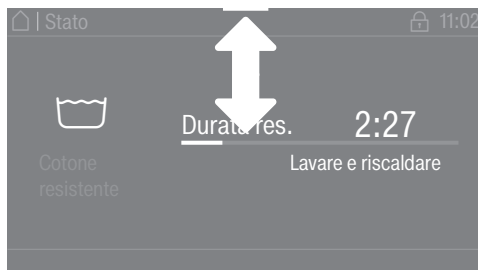 | Stato 11:02
Durata res. 2:27
Lavare e riscaldare
Cotone
resistente